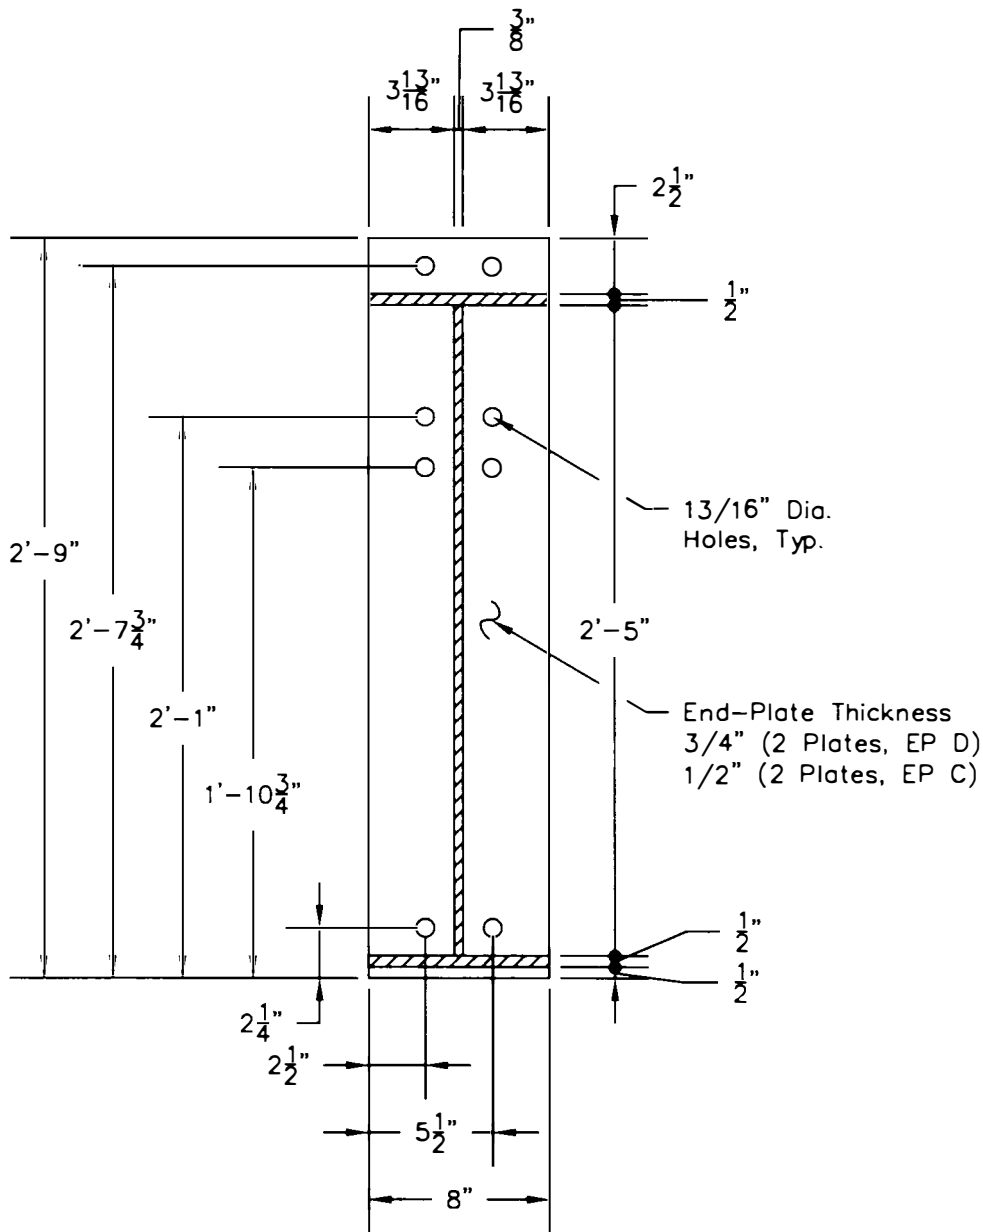 3/8"
3 13/16" 3 13/16"
2 1/2"
1/2"
13/16" Dia.
Holes, Typ.
2'-9"
2'-7 3/4"
2'-5"
2'-1"
End-Plate Thickness
3/4" (2 Plates, EP D)
1/2" (2 Plates, EP C)
1'-10 3/4"
1/2"
1/2"
2 1/4"
2 1/2"
5 1/2"
8"